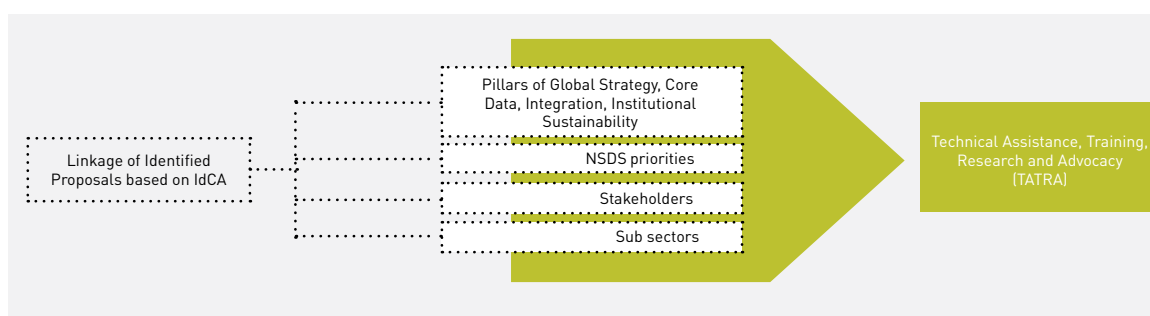 Linkage of Identified
Proposals based on IdCA
Pillars of Global Strategy, Core
Data, Integration, Institutional
Sustainability
NSDS priorities
Stakeholders
Sub sectors
Technical Assistance, Training,
Research and Advocacy
(TATRA)